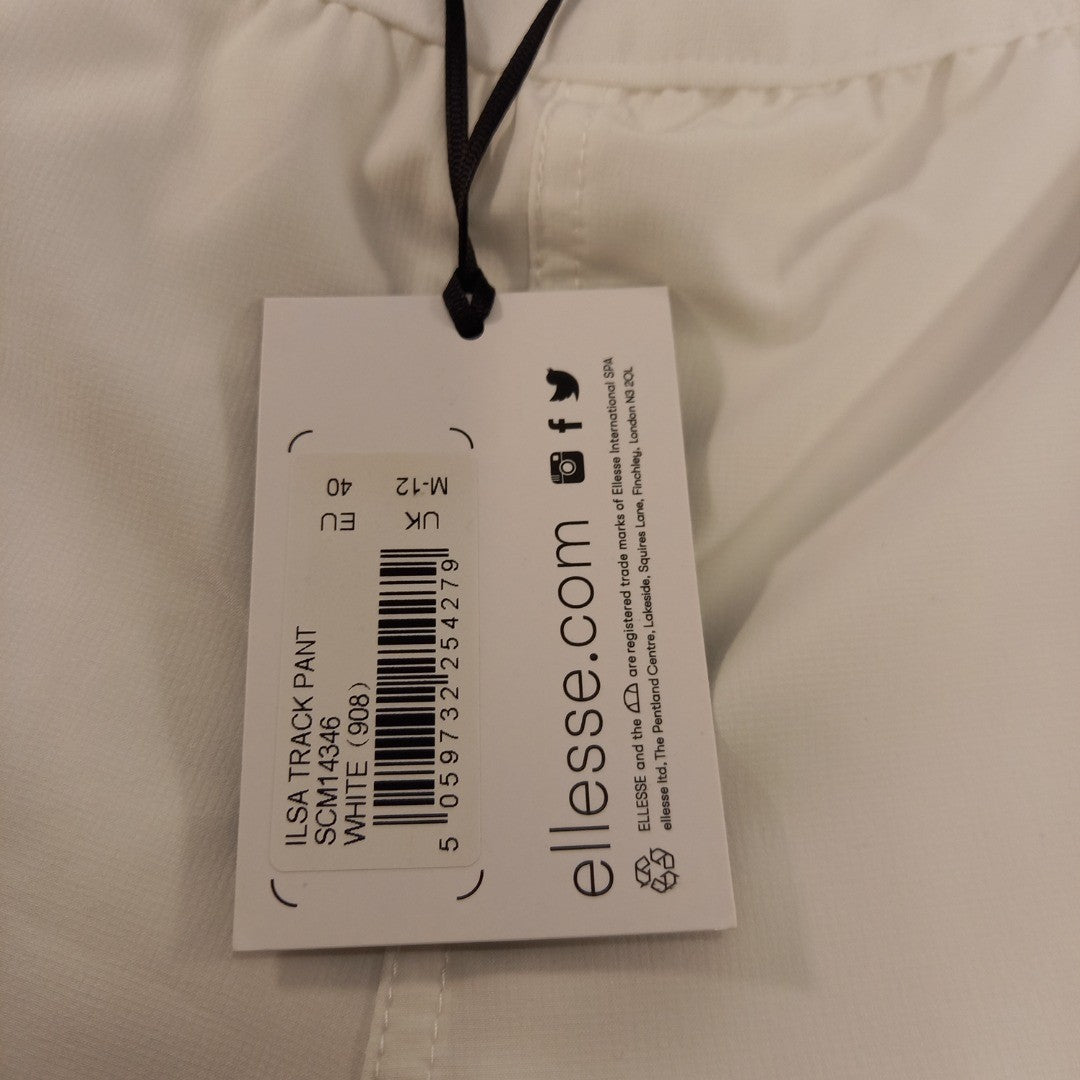 ILSA TRACK PANT
SCM14346
WHITE (908)
5 059732 254279
UK
M-12
EU
40
ellesse.com
ELLESSE and the are registered trade marks of Ellesse International SPA
ellesse ltd, The Pentland Centre, Lakeside, Squires Lane, Finchley, London N3 2QL